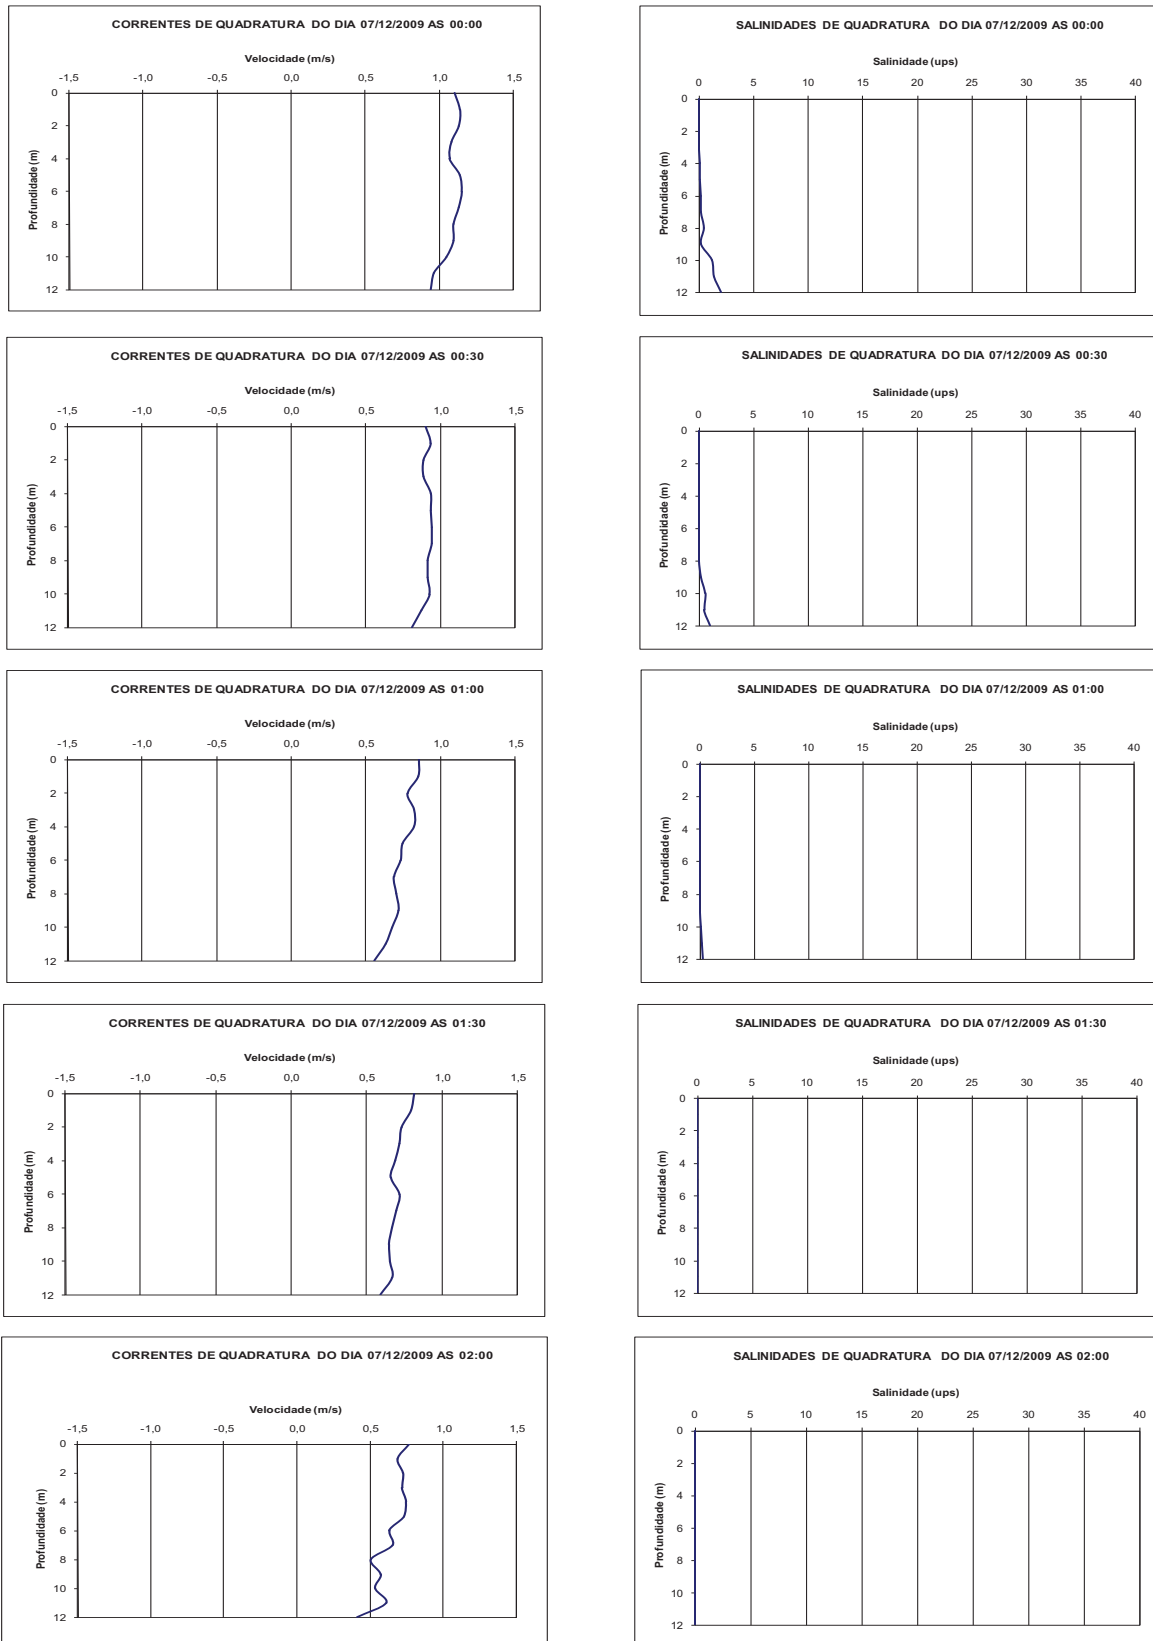 CORRENTES DE QUADRATURA DO DIA 07/12/2009 AS 00:00
Velocidade (m/s)
-1,5 -1,0 -0,5 0,0 0,5 1,0 1,5
0
2
4
6
8
10
12
Profundidade (m)
SALINIDADES DE QUADRATURA DO DIA 07/12/2009 AS 00:00
Salinidade (ups)
0 5 10 15 20 25 30 35 40
0
2
4
6
8
10
12
Profundidade (m)
CORRENTES DE QUADRATURA DO DIA 07/12/2009 AS 00:30
Velocidade (m/s)
-1,5 -1,0 -0,5 0,0 0,5 1,0 1,5
0
2
4
6
8
10
12
Profundidade (m)
SALINIDADES DE QUADRATURA DO DIA 07/12/2009 AS 00:30
Salinidade (ups)
0 5 10 15 20 25 30 35 40
0
2
4
6
8
10
12
Profundidade (m)
CORRENTES DE QUADRATURA DO DIA 07/12/2009 AS 01:00
Velocidade (m/s)
-1,5 -1,0 -0,5 0,0 0,5 1,0 1,5
0
2
4
6
8
10
12
Profundidade (m)
SALINIDADES DE QUADRATURA DO DIA 07/12/2009 AS 01:00
Salinidade (ups)
0 5 10 15 20 25 30 35 40
0
2
4
6
8
10
12
Profundidade (m)
CORRENTES DE QUADRATURA DO DIA 07/12/2009 AS 01:30
Velocidade (m/s)
-1,5 -1,0 -0,5 0,0 0,5 1,0 1,5
0
2
4
6
8
10
12
Profundidade (m)
SALINIDADES DE QUADRATURA DO DIA 07/12/2009 AS 01:30
Salinidade (ups)
0 5 10 15 20 25 30 35 40
0
2
4
6
8
10
12
Profundidade (m)
CORRENTES DE QUADRATURA DO DIA 07/12/2009 AS 02:00
Velocidade (m/s)
-1,5 -1,0 -0,5 0,0 0,5 1,0 1,5
0
2
4
6
8
10
12
Profundidade (m)
SALINIDADES DE QUADRATURA DO DIA 07/12/2009 AS 02:00
Salinidade (ups)
0 5 10 15 20 25 30 35 40
0
2
4
6
8
10
12
Profundidade (m)